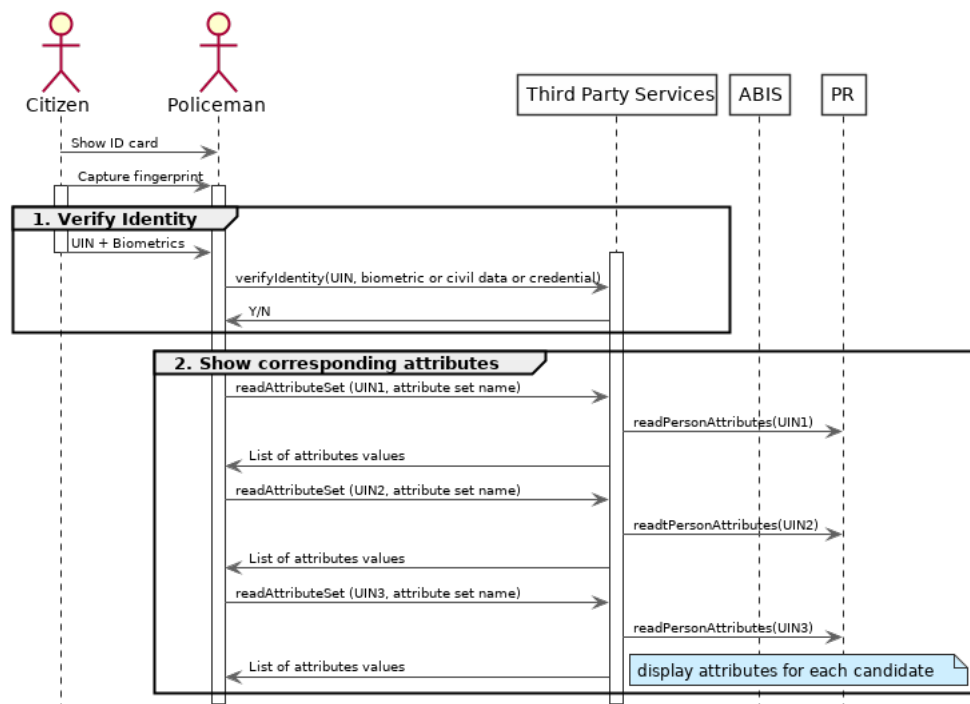 Citizen
Policeman
Third Party Services
ABIS
PR
Show ID card
Capture fingerprint
1. Verify Identity
UIN + Biometrics
verifyIdentity(UIN, biometric or civil data or credential)
Y/N
2. Show corresponding attributes
readAttributeSet (UIN1, attribute set name)
readPersonAttributes(UIN1)
List of attributes values
readAttributeSet (UIN2, attribute set name)
readtPersonAttributes(UIN2)
List of attributes values
readAttributeSet (UIN3, attribute set name)
readPersonAttributes(UIN3)
List of attributes values
display attributes for each candidate